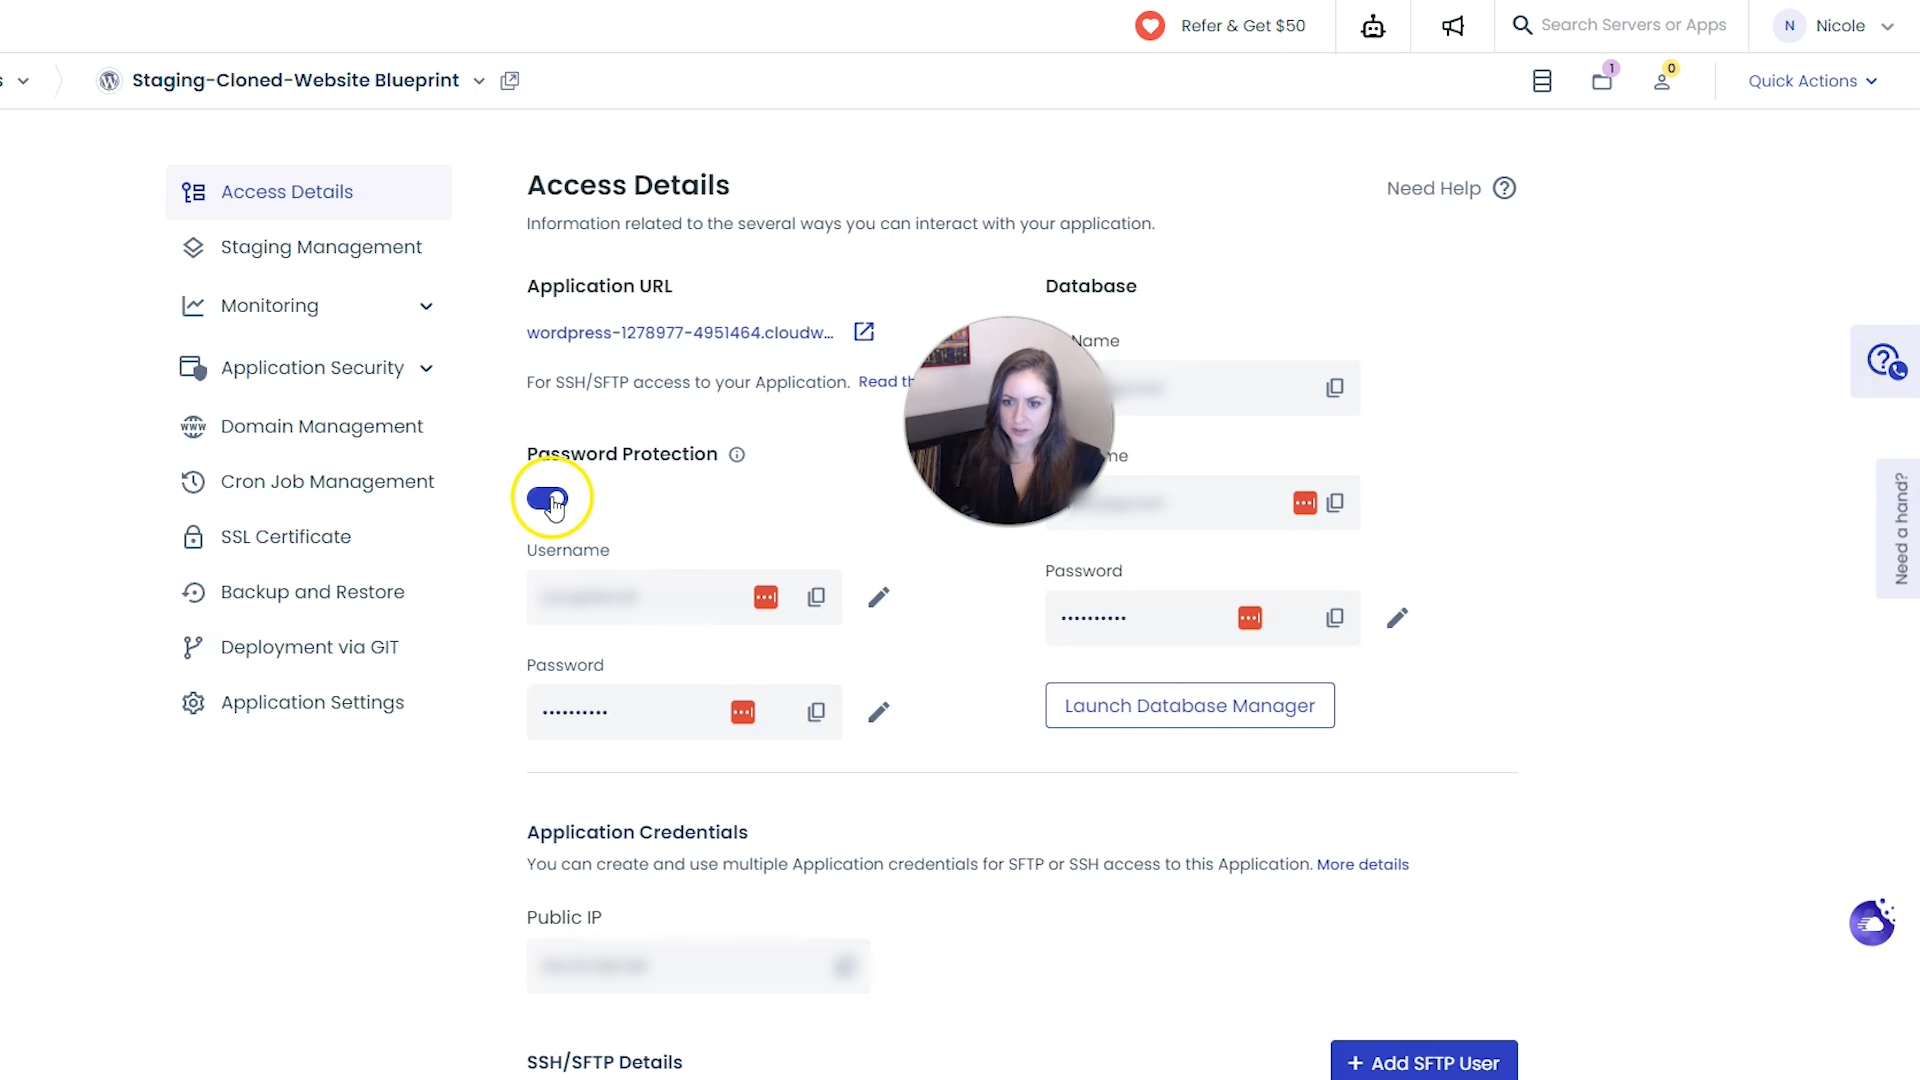 Refer & Get $50
Search Servers or Apps
N
Nicole
s
Staging-Cloned-Website Blueprint
1
0
Quick Actions
Access Details
Staging Management
Monitoring
Application Security
Domain Management
Cron Job Management
SSL Certificate
Backup and Restore
Deployment via GIT
Application Settings
Access Details
Need Help
Information related to the several ways you can interact with your application.
Application URL
wordpress-1278977-4951464.cloudw...
For SSH/SFTP access to your Application. Read th
Password Protection
Username
Password
••••••••••
Database
Name
me
Password
••••••••••
Launch Database Manager
Application Credentials
You can create and use multiple Application credentials for SFTP or SSH access to this Application. More details
Public IP
SSH/SFTP Details
+ Add SFTP User
Need a hand?